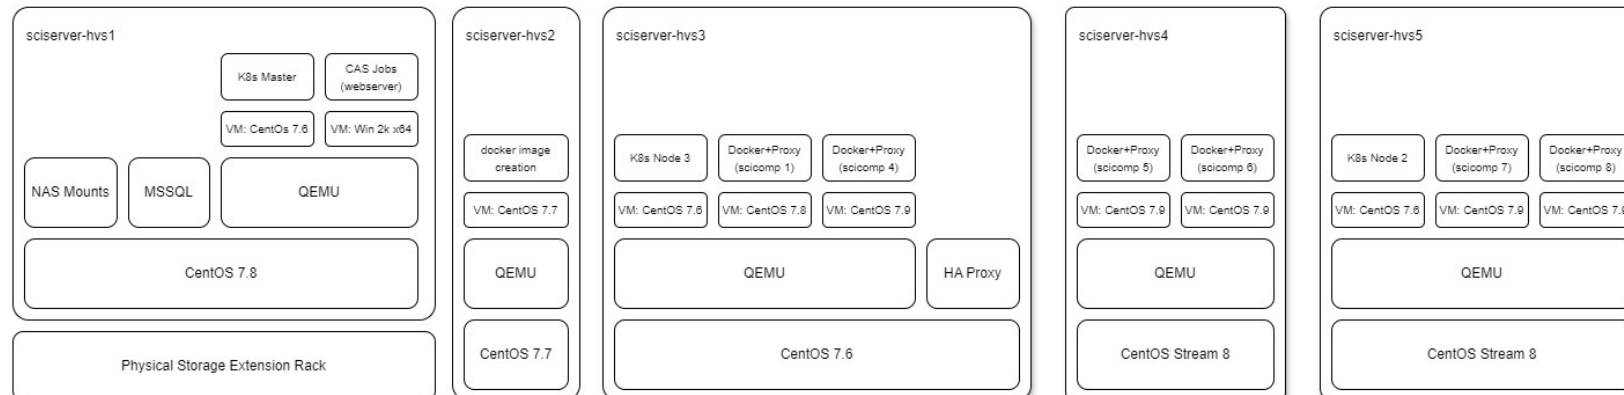 sciserver-hvs1
K8s Master
CAS Jobs
(webserver)
VM: CentOs 7.6
VM: Win 2k x64
NAS Mounts
MSSQL
QEMU
CentOS 7.8
Physical Storage Extension Rack
sciserver-hvs2
docker image
creation
VM: CentOS 7.7
QEMU
CentOS 7.7
sciserver-hvs3
K8s Node 3
Docker+Proxy
(scicomp 1)
Docker+Proxy
(scicomp 4)
VM: CentOS 7.6
VM: CentOS 7.8
VM: CentOS 7.9
QEMU
HA Proxy
CentOS 7.6
sciserver-hvs4
Docker+Proxy
(scicomp 5)
Docker+Proxy
(scicomp 6)
VM: CentOS 7.9
VM: CentOS 7.9
QEMU
CentOS Stream 8
sciserver-hvs5
K8s Node 2
Docker+Proxy
(scicomp 7)
Docker+Proxy
(scicomp 8)
VM: CentOS 7.6
VM: CentOS 7.9
VM: CentOS 7.9
QEMU
CentOS Stream 8